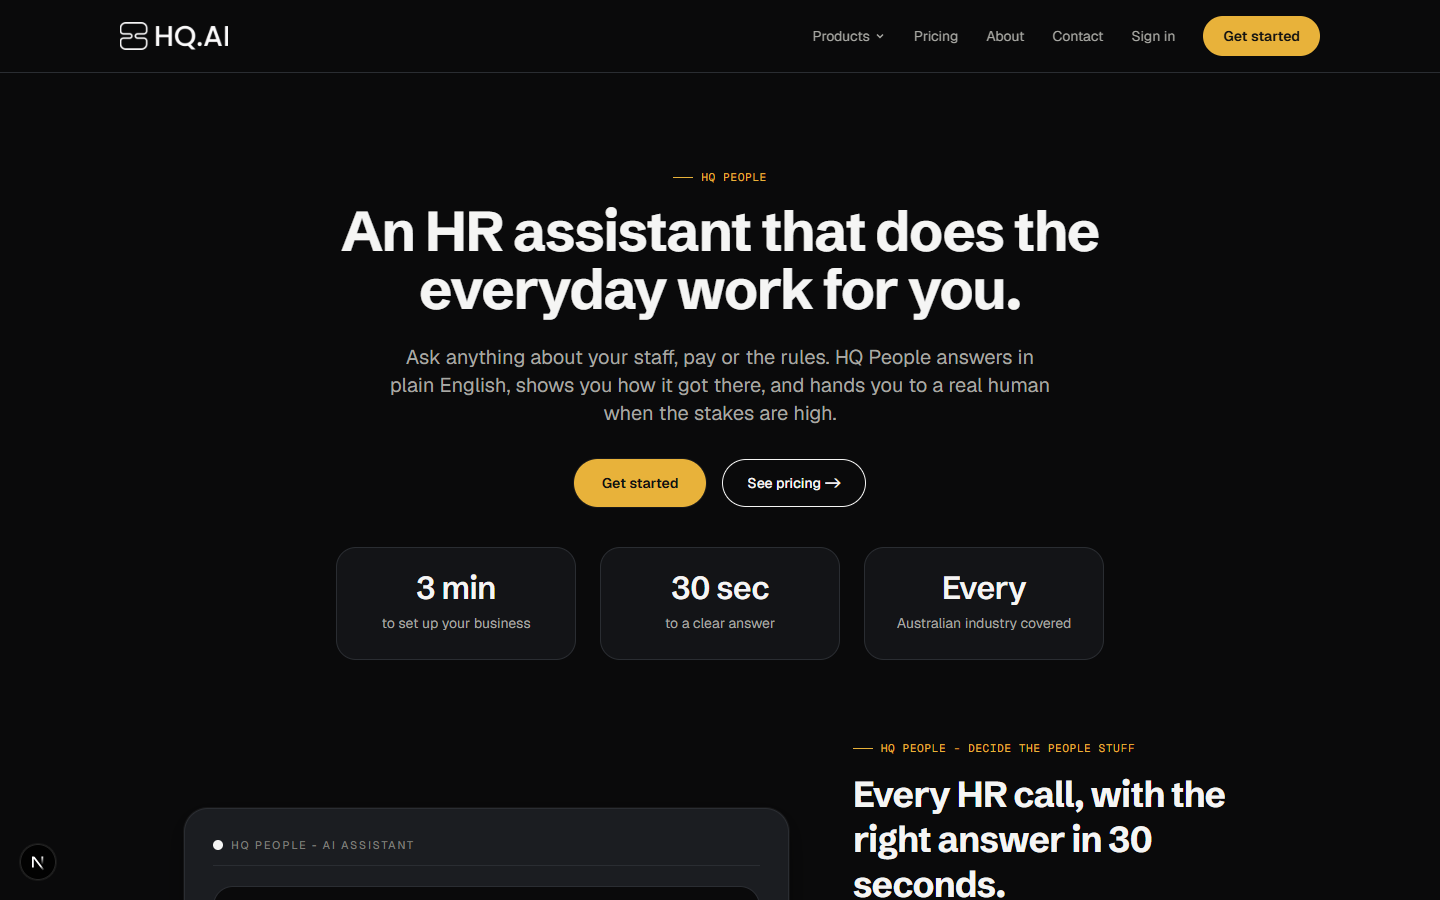 HQ.AI
Products
Pricing
About
Contact
Sign in
Get started
HQ PEOPLE
An HR assistant that does the
everyday work for you.
Ask anything about your staff, pay or the rules. HQ People answers in
plain English, shows you how it got there, and hands you to a real human
when the stakes are high.
Get started
See pricing →
3 min
to set up your business
30 sec
to a clear answer
Every
Australian industry covered
HQ PEOPLE - DECIDE THE PEOPLE STUFF
Every HR call, with the
right answer in 30
seconds.
HQ PEOPLE - AI ASSISTANT
N